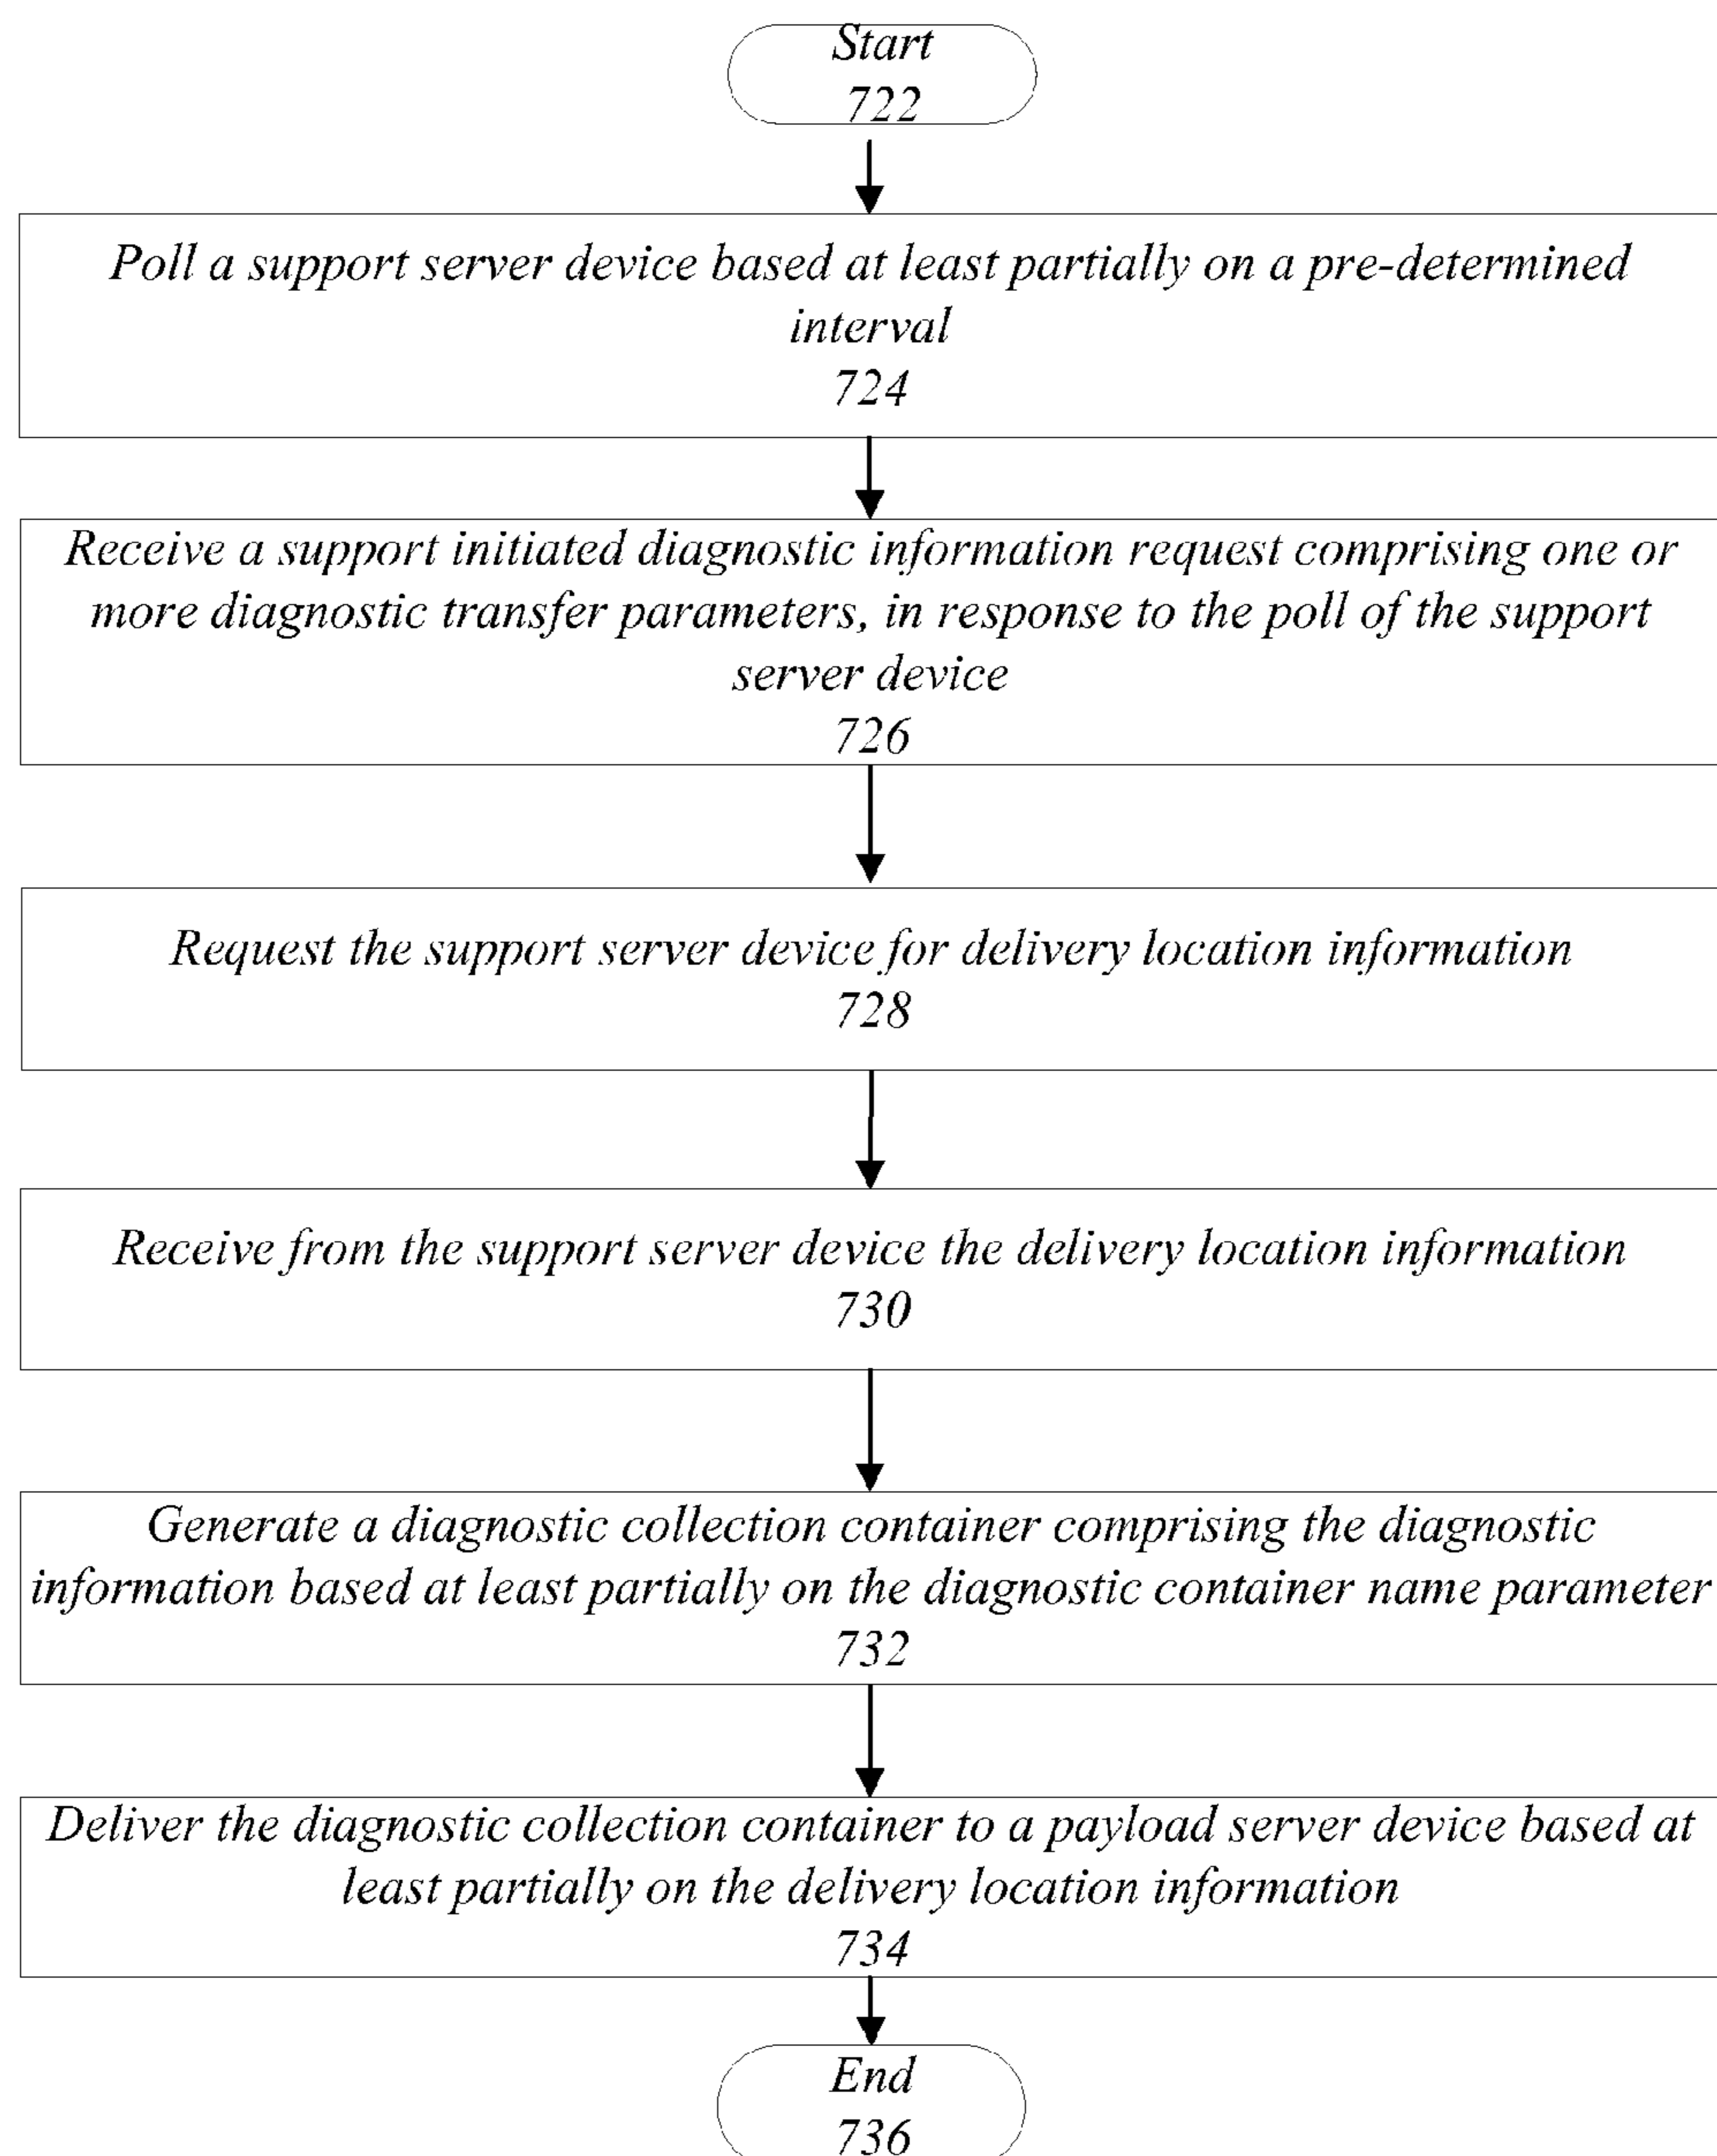 Start
722
Poll a support server device based at least partially on a pre-determined
interval
724
Receive a support initiated diagnostic information request comprising one or
more diagnostic transfer parameters, in response to the poll of the support
server device
726
Request the support server device for delivery location information
728
Receive from the support server device the delivery location information
730
Generate a diagnostic collection container comprising the diagnostic
information based at least partially on the diagnostic container name parameter
732
Deliver the diagnostic collection container to a payload server device based at
least partially on the delivery location information
734
End
736